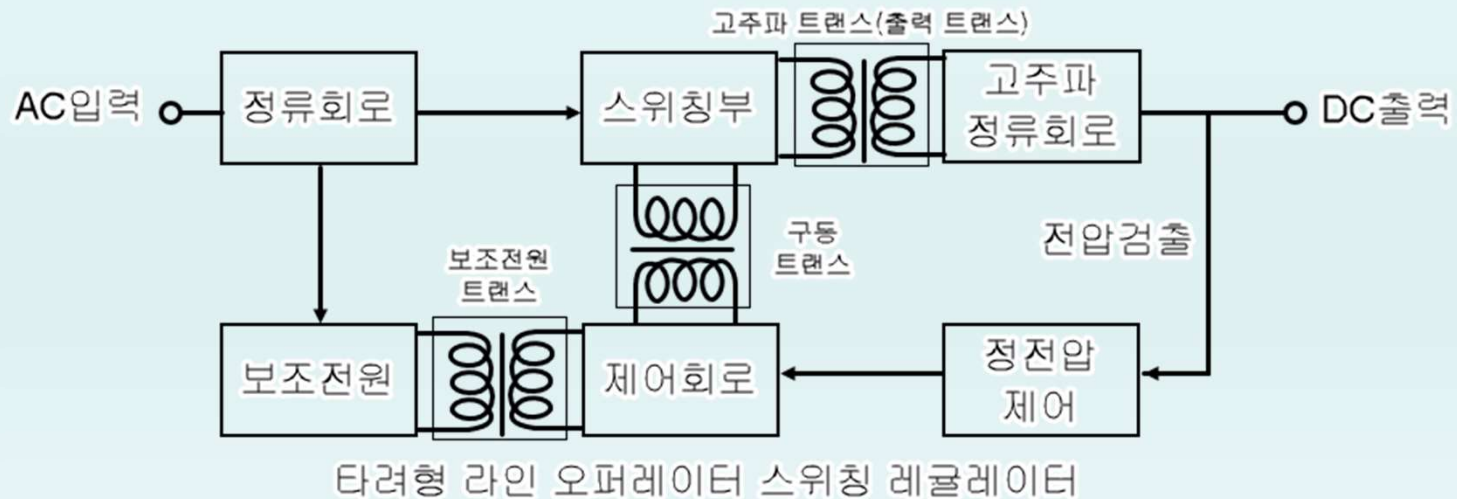 고주파 트랜스(출력 트랜스)
AC입력
정류회로
스위칭부
고주파
정류회로
DC출력
구동
트랜스
전압검출
보조전원
트랜스
보조전원
제어회로
정전압
제어
타려형 라인 오퍼레이터 스위칭 레귤레이터